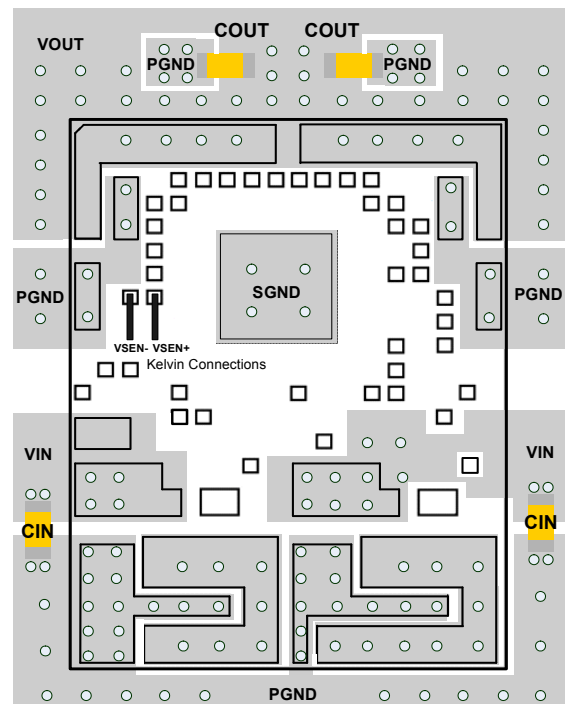 COUT COUT
VOUT
PGND PGND
SGND
PGND PGND
VSEN- VSEN+
Kelvin Connections
VIN VIN
CIN CIN
PGND